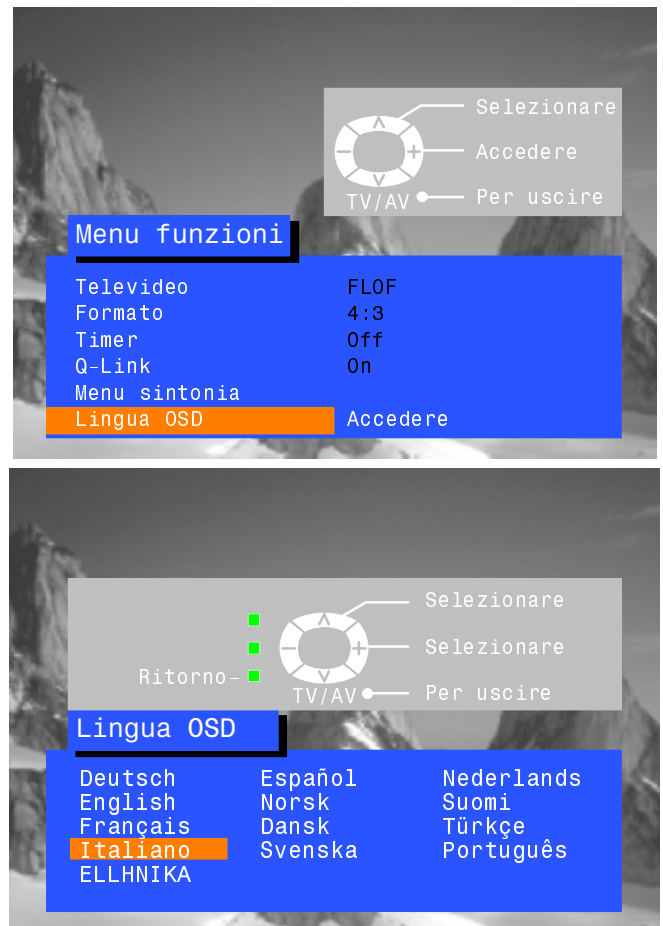 Selezionare
Accedere
TV/AV Per uscire
Menu funzioni
Televideo FLOF
Formato 4:3
Timer Off
Q-Link On
Menu sintonia
Lingua OSD Accedere
Selezionare
Selezionare
Ritorno-
TV/AV Per uscire
Lingua OSD
Deutsch Español Nederlands
English Norsk Suomi
Français Dansk Türkçe
Italiano Svenska Português
ELLHNIKA